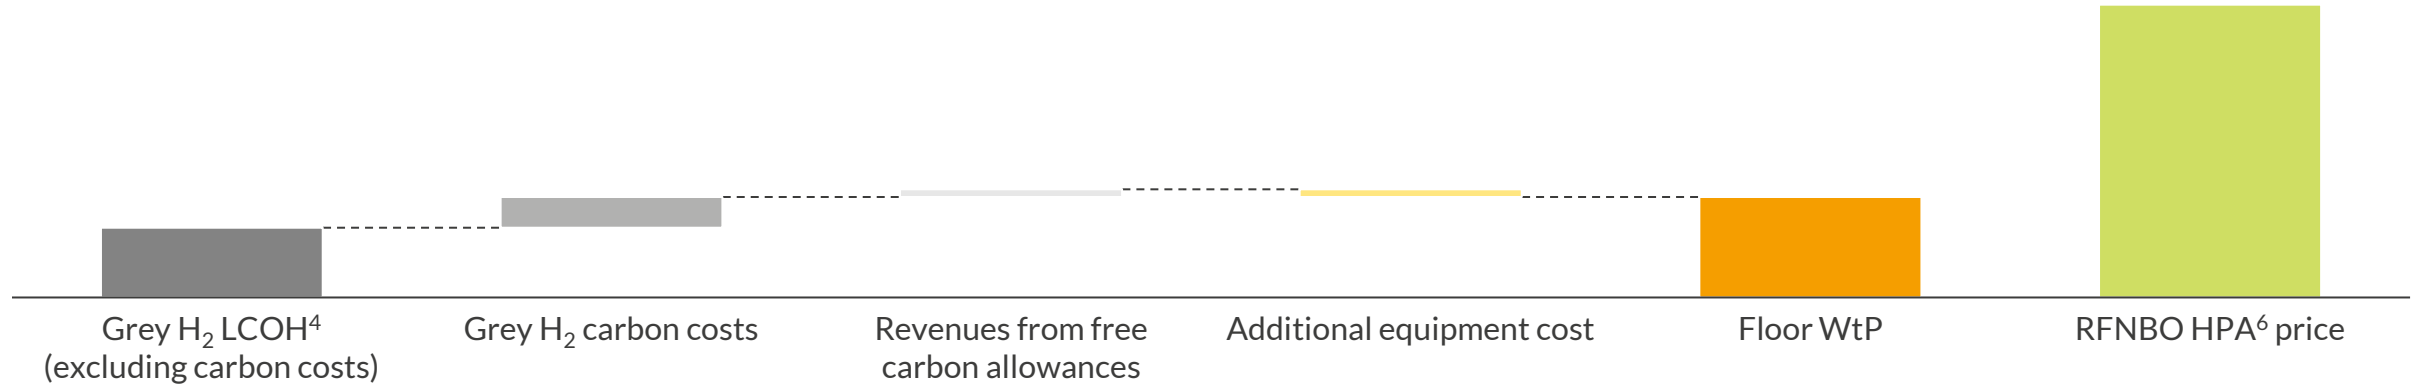 Grey H₂ LCOH⁴
(excluding carbon costs)
Grey H₂ carbon costs
Revenues from free
carbon allowances
Additional equipment cost
Floor WtP
RFNBO HPA⁶ price